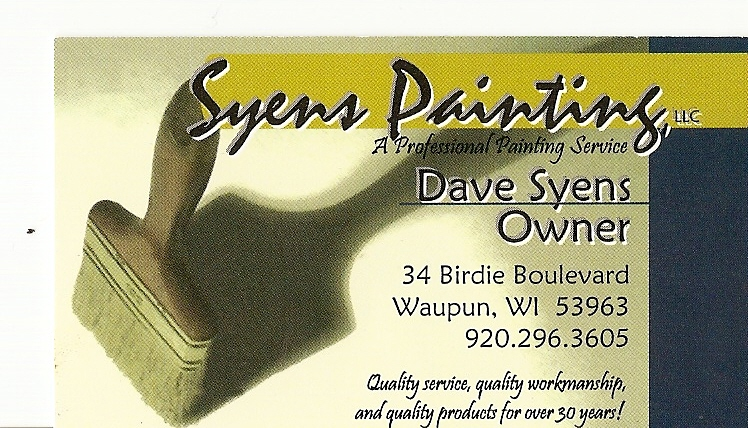 Syens Painting, LLC
A Professional Painting Service
Dave Syens
Owner
34 Birdie Boulevard
Waupun, WI 53963
920.296.3605
Quality service, quality workmanship,
and quality products for over 30 years!